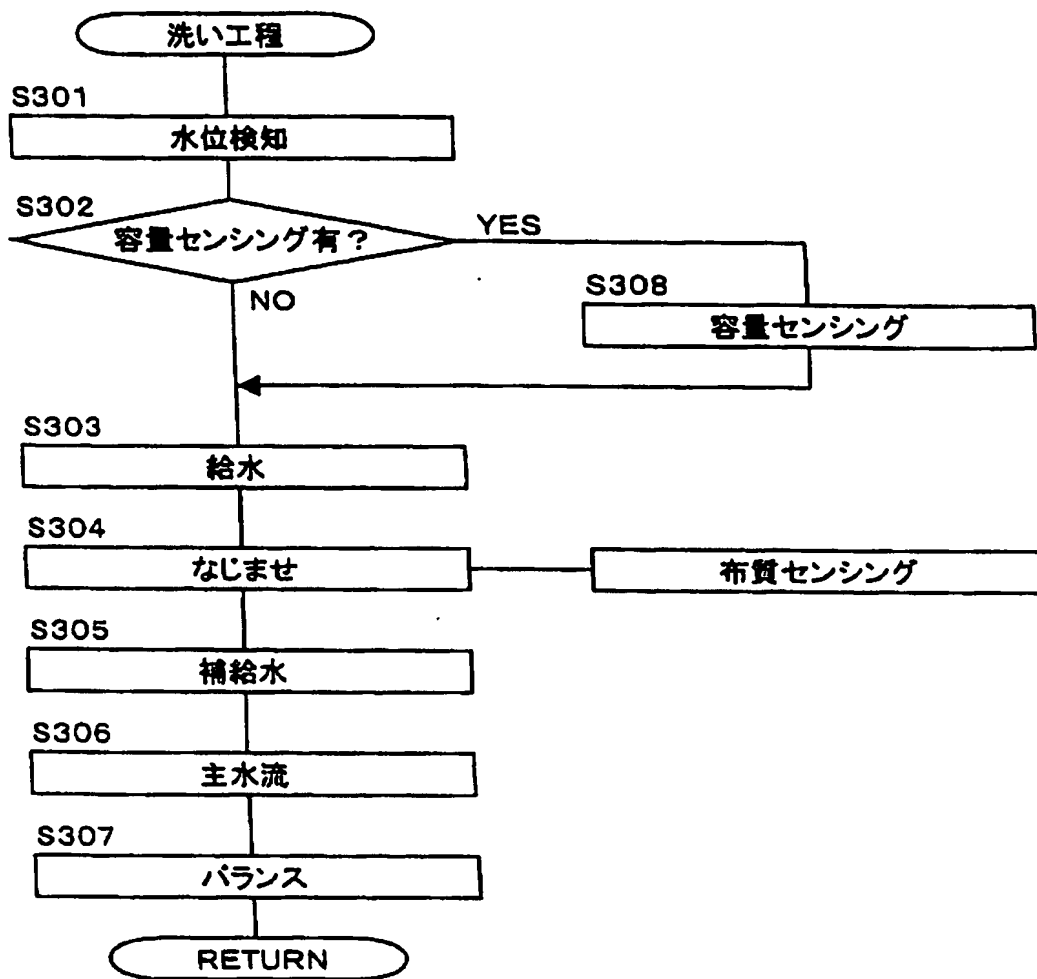 洗い工程
S301
水位検知
S302
容量センシング有?
YES
NO
S308
容量センシング
S303
給水
S304
なじませ
布質センシング
S305
補給水
S306
主水流
S307
バランス
RETURN